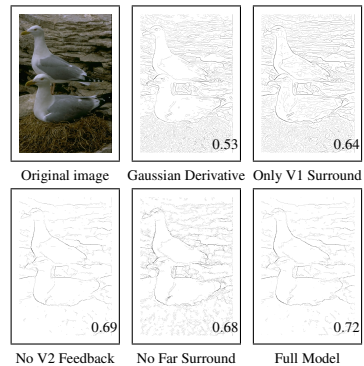 0.53
0.64
Original image Gaussian Derivative Only V1 Surround
0.69
0.68
0.72
No V2 Feedback No Far Surround Full Model